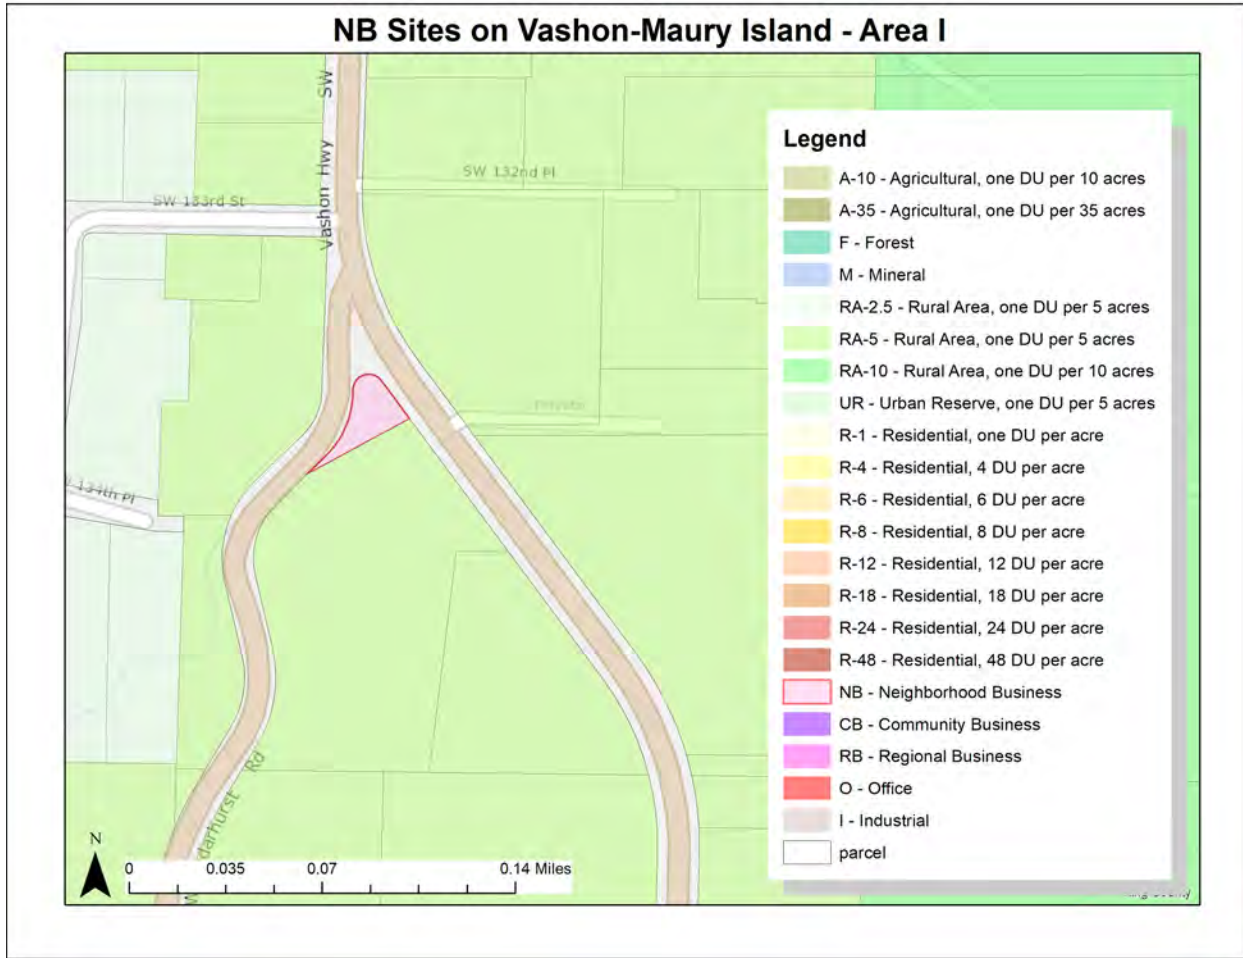 NB Sites on Vashon-Maury Island - Area I
Vashon Hwy SW
SW 132nd Pl
SW 133rd St
134th Pl
Rd
Legend
A-10 - Agricultural, one DU per 10 acres
A-35 - Agricultural, one DU per 35 acres
F - Forest
M - Mineral
RA-2.5 - Rural Area, one DU per 5 acres
RA-5 - Rural Area, one DU per 5 acres
RA-10 - Rural Area, one DU per 10 acres
UR - Urban Reserve, one DU per 5 acres
R-1 - Residential, one DU per acre
R-4 - Residential, 4 DU per acre
R-6 - Residential, 6 DU per acre
R-8 - Residential, 8 DU per acre
R-12 - Residential, 12 DU per acre
R-18 - Residential, 18 DU per acre
R-24 - Residential, 24 DU per acre
R-48 - Residential, 48 DU per acre
NB - Neighborhood Business
CB - Community Business
RB - Regional Business
O - Office
I - Industrial
parcel
N
0 0.035 0.07 0.14 Miles